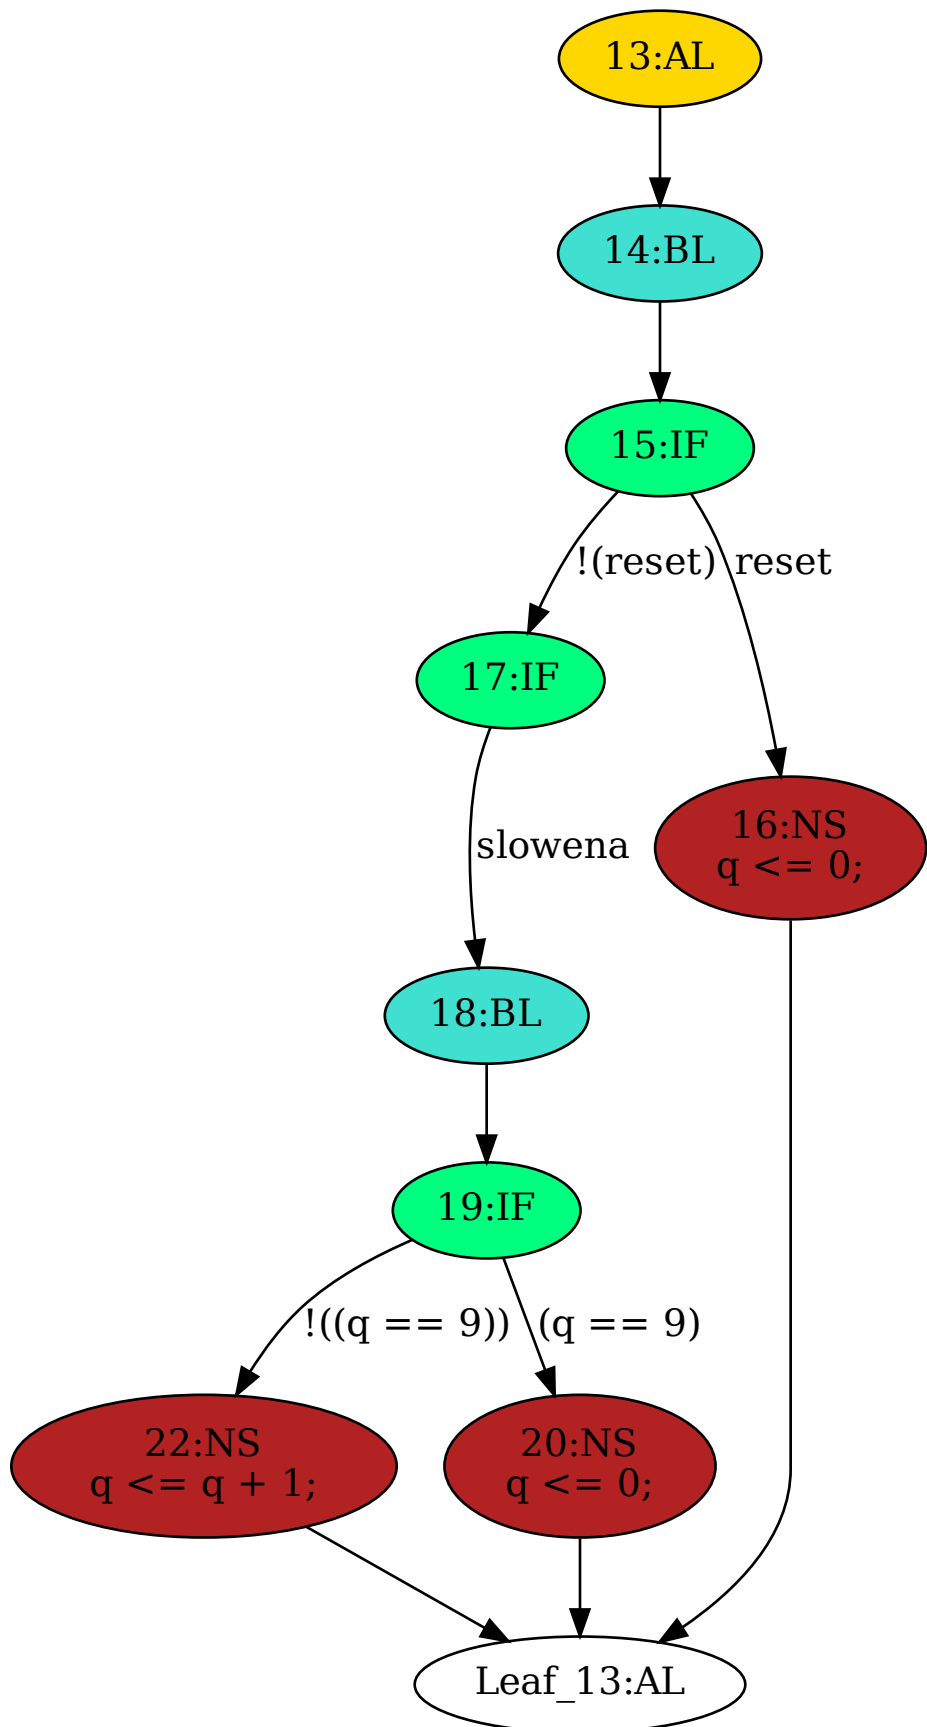 13:AL
14:BL
15:IF
!(reset)
reset
17:IF
16:NS
q <= 0;
slowena
18:BL
19:IF
!((q == 9))
(q == 9)
22:NS
q <= q + 1;
20:NS
q <= 0;
Leaf_13:AL